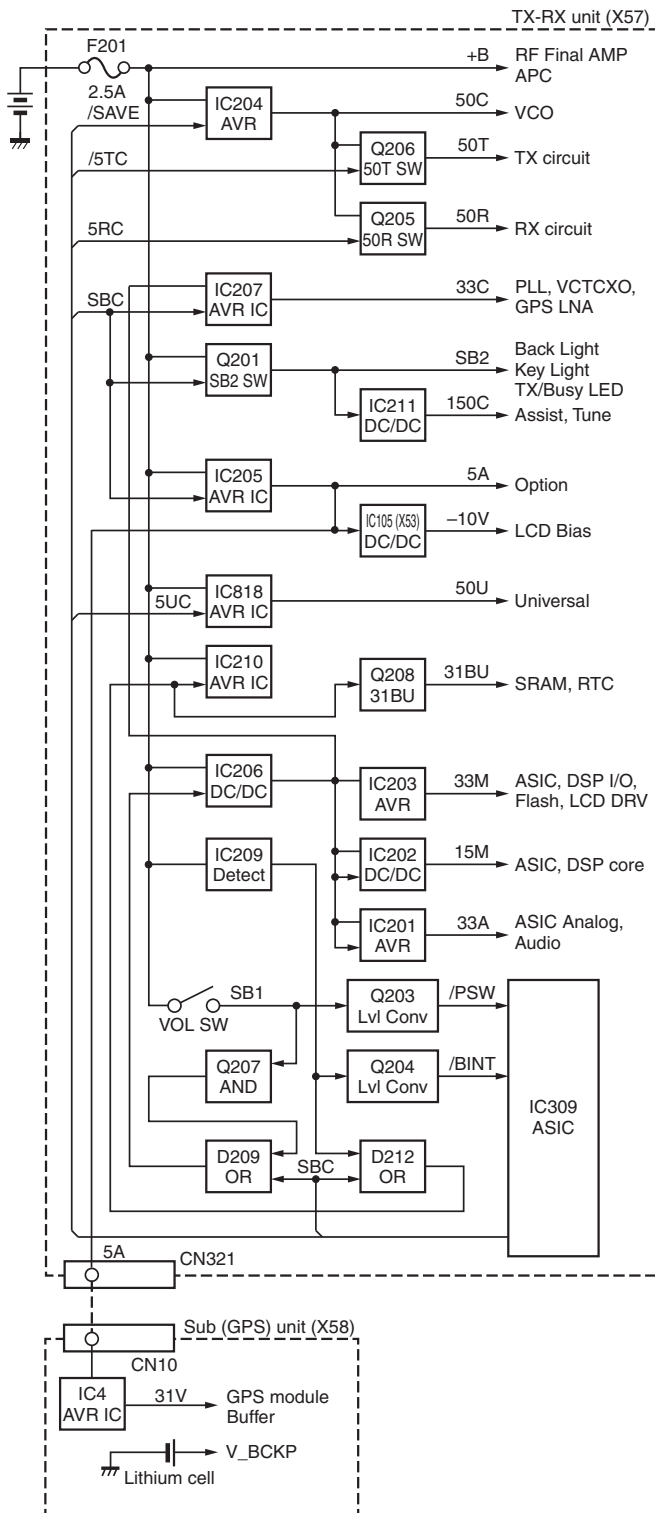 TX-RX unit (X57)
F201
2.5A
/SAVE
+B
RF Final AMP
APC
IC204
AVR
50C
VCO
/5TC
Q206
50T SW
50T
TX circuit
5RC
Q205
50R SW
50R
RX circuit
SBC
IC207
AVR IC
33C
PLL, VCTCXO,
GPS LNA
Q201
SB2 SW
SB2
Back Light
Key Light
TX/Busy LED
IC211
DC/DC
150C
Assist, Tune
IC205
AVR IC
5A
Option
IC105 (X53)
DC/DC
–10V
LCD Bias
5UC
IC818
AVR IC
50U
Universal
IC210
AVR IC
Q208
31BU
31BU
SRAM, RTC
IC206
DC/DC
IC203
AVR
33M
ASIC, DSP I/O,
Flash, LCD DRV
IC209
Detect
IC202
DC/DC
15M
ASIC, DSP core
IC201
AVR
33A
ASIC Analog,
Audio
VOL SW
SB1
Q203
Lvl Conv
/PSW
Q207
AND
Q204
Lvl Conv
/BINT
IC309
ASIC
D209
OR
SBC
D212
OR
5A
CN321
Sub (GPS) unit (X58)
CN10
IC4
AVR IC
31V
GPS module
Buffer
V_BCKP
Lithium cell